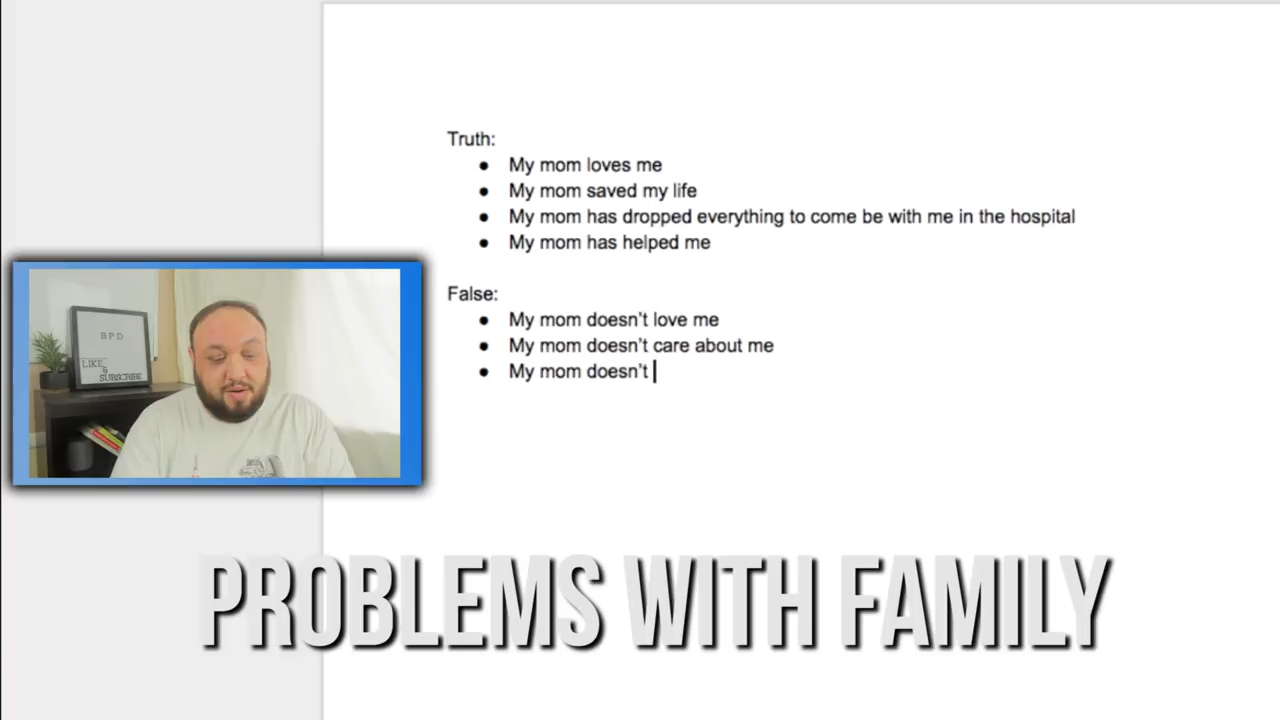 Truth:
● My mom loves me
● My mom saved my life
● My mom has dropped everything to come be with me in the hospital
● My mom has helped me
False:
● My mom doesn't love me
● My mom doesn't care about me
● My mom doesn't
BPD
LIKE
&
SUBSCRIBE
PROBLEMS WITH FAMILY